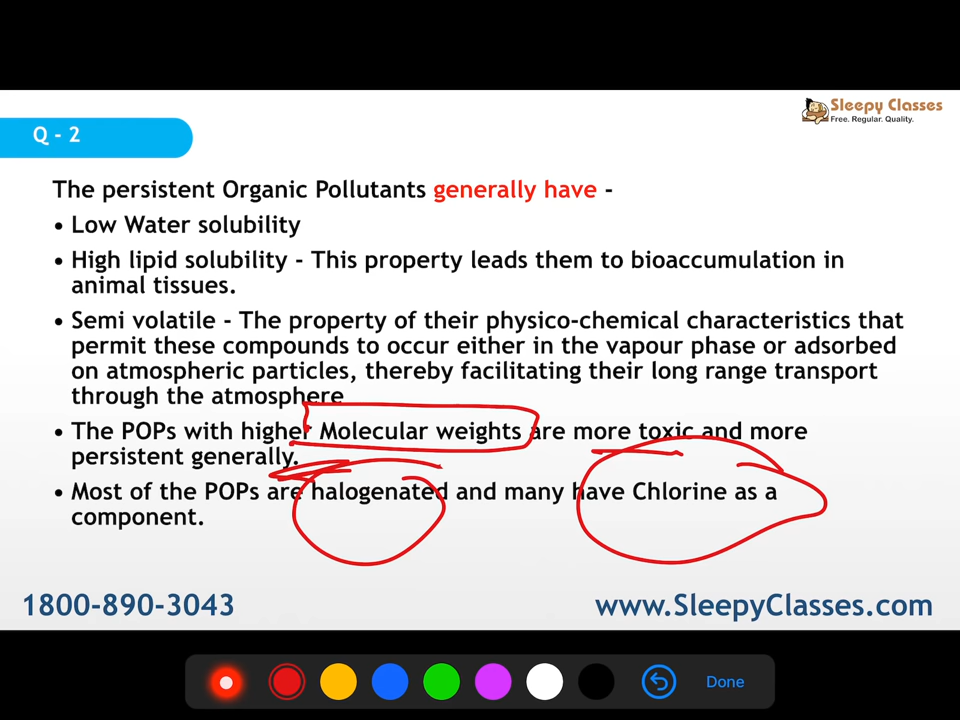 Sleepy Classes
Free. Regular. Quality.
Q - 2
The persistent Organic Pollutants generally have -
• Low Water solubility
• High lipid solubility - This property leads them to bioaccumulation in
animal tissues.
• Semi volatile - The property of their physico-chemical characteristics that
permit these compounds to occur either in the vapour phase or adsorbed
on atmospheric particles, thereby facilitating their long range transport
through the atmosphere
• The POPs with higher Molecular weights are more toxic and more
persistent generally.
• Most of the POPs are halogenated and many have Chlorine as a
component.
1800-890-3043
www.SleepyClasses.com
Done